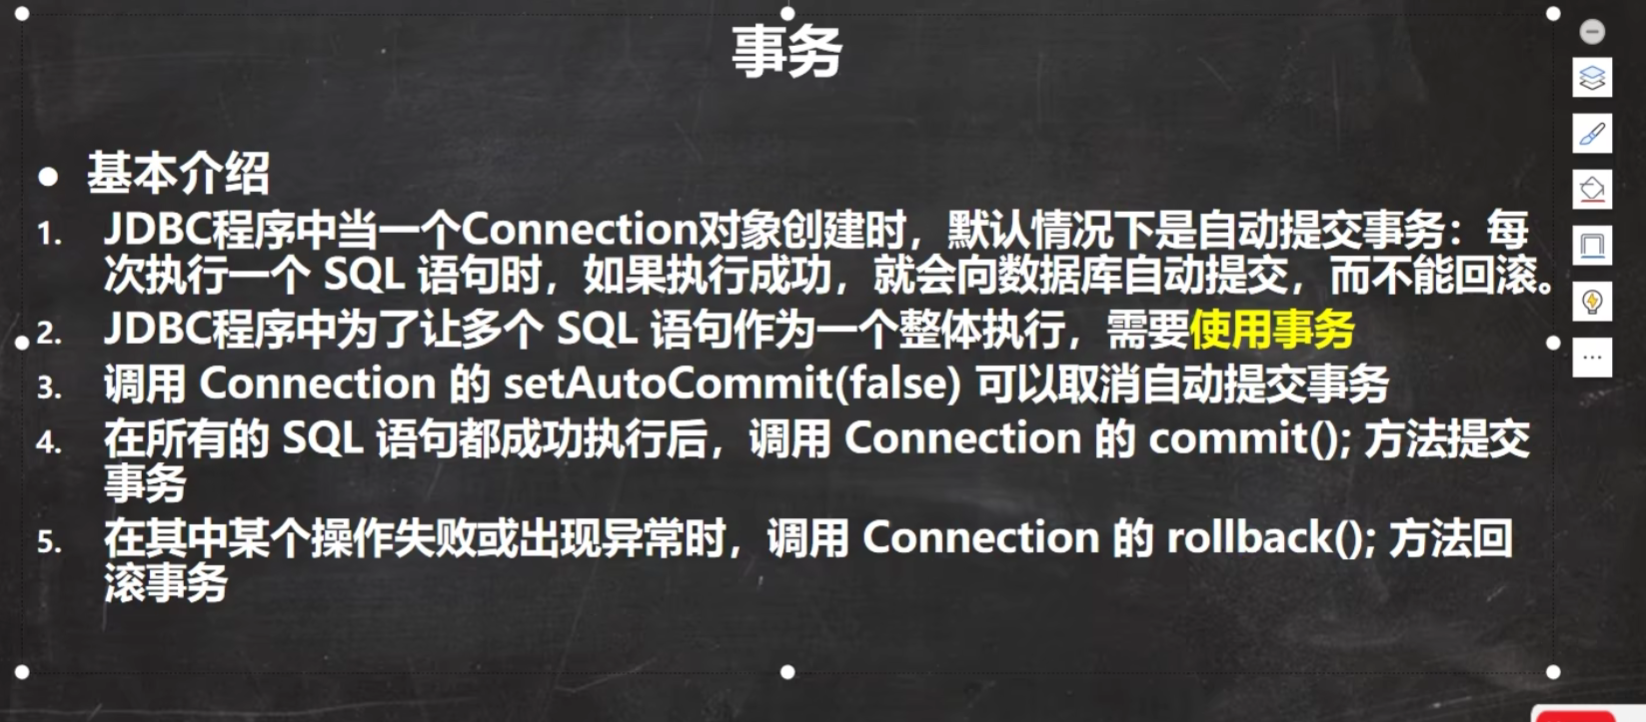 事务
● 基本介绍
1. JDBC程序中当一个Connection对象创建时，默认情况下是自动提交事务：每
次执行一个 SQL 语句时，如果执行成功，就会向数据库自动提交，而不能回滚。
2. JDBC程序中为了让多个 SQL 语句作为一个整体执行，需要使用事务
3. 调用 Connection 的 setAutoCommit(false) 可以取消自动提交事务
4. 在所有的 SQL 语句都成功执行后，调用 Connection 的 commit(); 方法提交
事务
5. 在其中某个操作失败或出现异常时，调用 Connection 的 rollback(); 方法回
滚事务